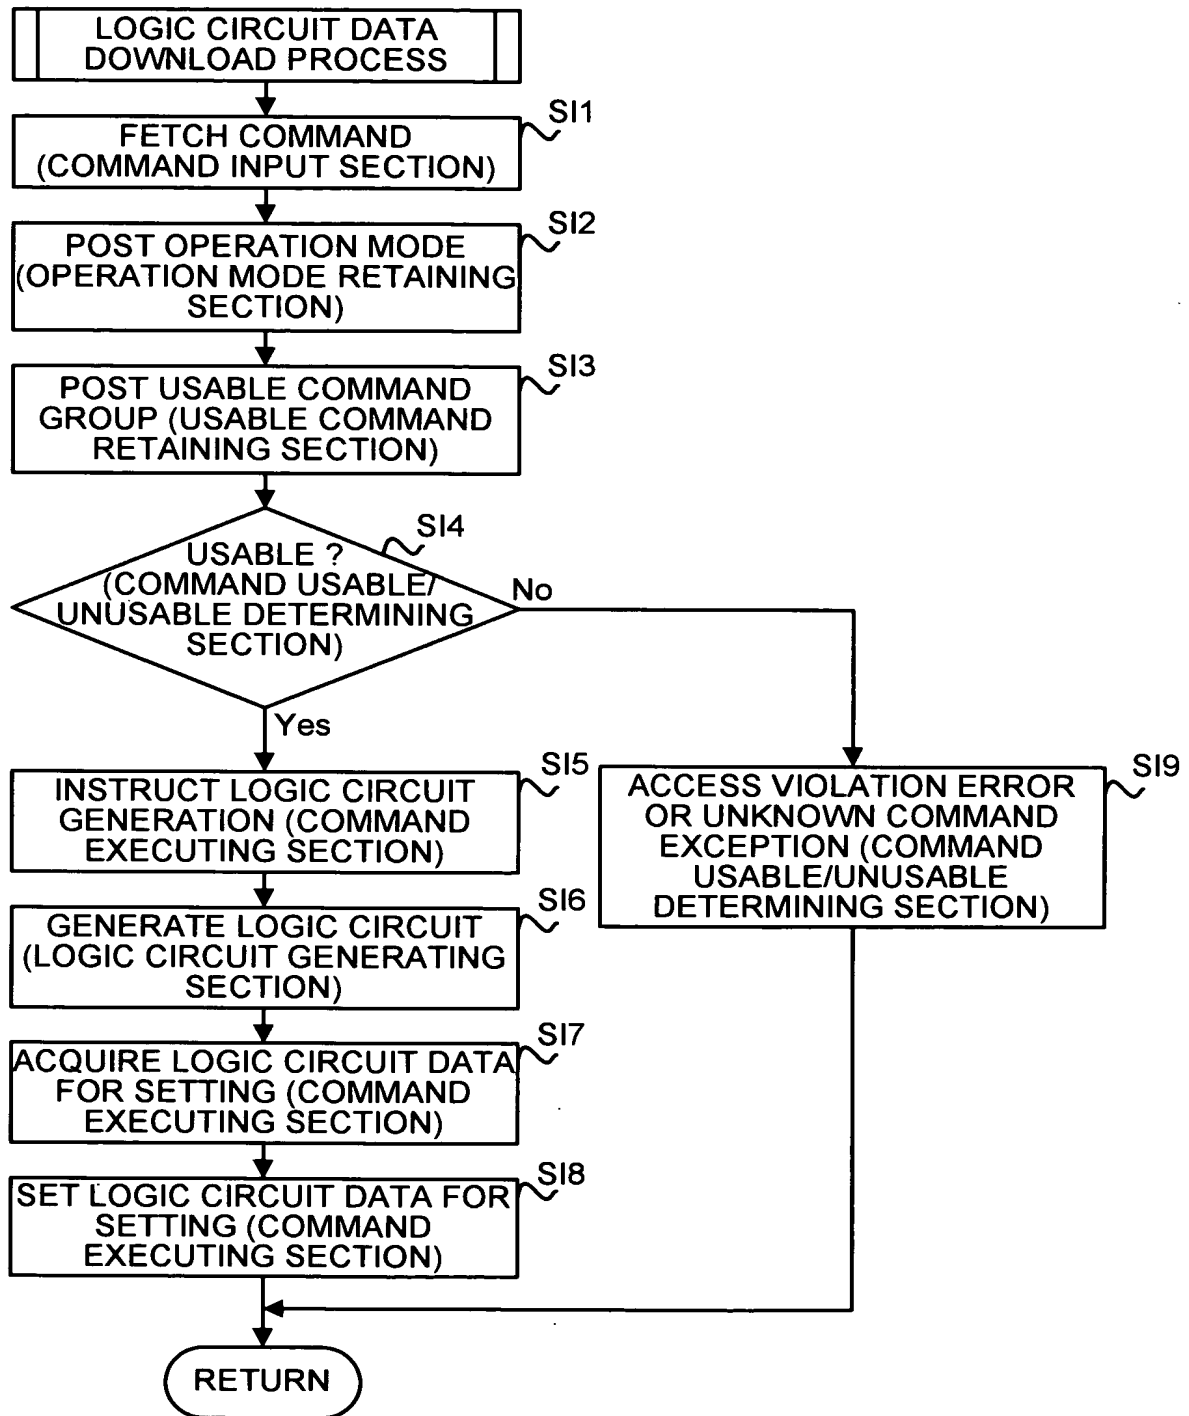 LOGIC CIRCUIT DATA
DOWNLOAD PROCESS
SI1
FETCH COMMAND
(COMMAND INPUT SECTION)
SI2
POST OPERATION MODE
(OPERATION MODE RETAINING
SECTION)
SI3
POST USABLE COMMAND
GROUP (USABLE COMMAND
RETAINING SECTION)
SI4
USABLE ?
(COMMAND USABLE/
UNUSABLE DETERMINING
SECTION)
No
Yes
SI5
INSTRUCT LOGIC CIRCUIT
GENERATION (COMMAND
EXECUTING SECTION)
SI9
ACCESS VIOLATION ERROR
OR UNKNOWN COMMAND
EXCEPTION (COMMAND
USABLE/UNUSABLE
DETERMINING SECTION)
SI6
GENERATE LOGIC CIRCUIT
(LOGIC CIRCUIT GENERATING
SECTION)
SI7
ACQUIRE LOGIC CIRCUIT DATA
FOR SETTING (COMMAND
EXECUTING SECTION)
SI8
SET LOGIC CIRCUIT DATA FOR
SETTING (COMMAND
EXECUTING SECTION)
RETURN